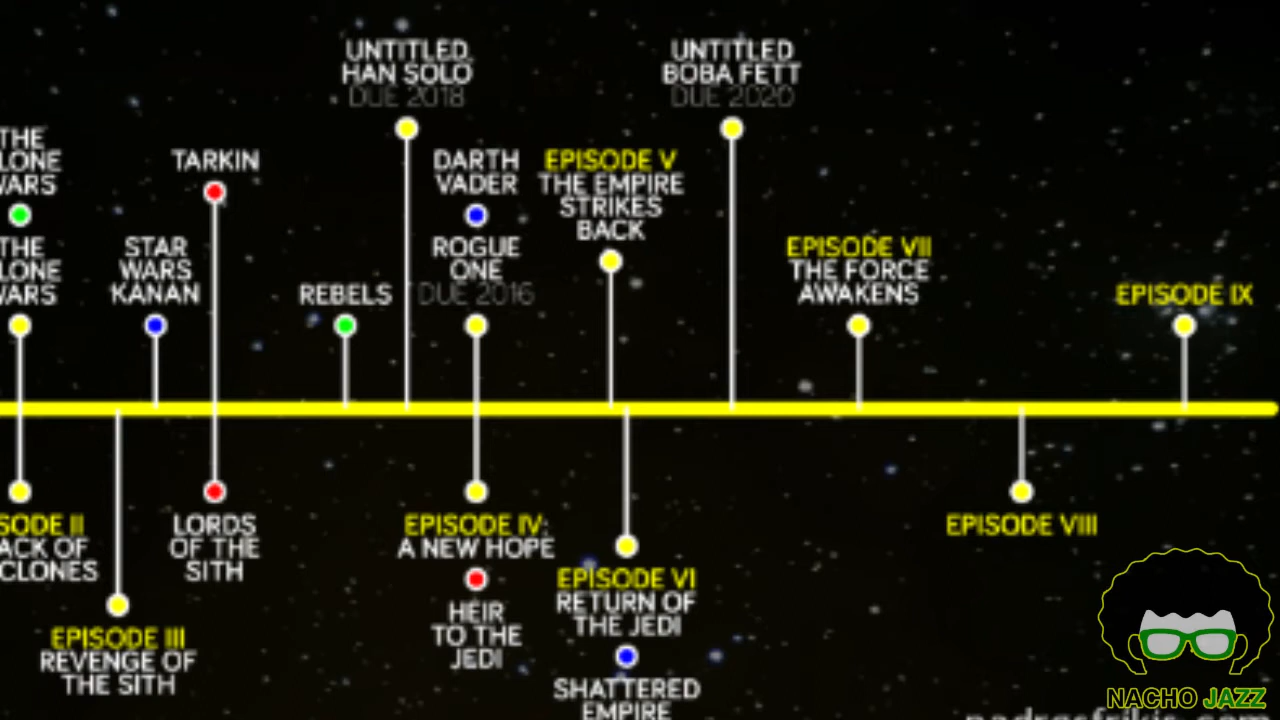 UNTITLED
HAN SOLO
DUE 2018
UNTITLED
BOBA FETT
DUE 2020
THE
LONE
WARS
TARKIN
DARTH
VADER
EPISODE V
THE EMPIRE
STRIKES
BACK
THE
LONE
WARS
STAR
WARS
KANAN
REBELS
ROGUE
ONE
DUE 2016
EPISODE VII
THE FORCE
AWAKENS
EPISODE IX
SODE II
ACK OF
CLONES
LORDS
OF THE
SITH
EPISODE IV:
A NEW HOPE
EPISODE VIII
EPISODE III
REVENGE OF
THE SITH
HEIR
TO THE
JEDI
EPISODE VI
RETURN OF
THE JEDI
SHATTERED
EMPIRE
NACHO JAZZ